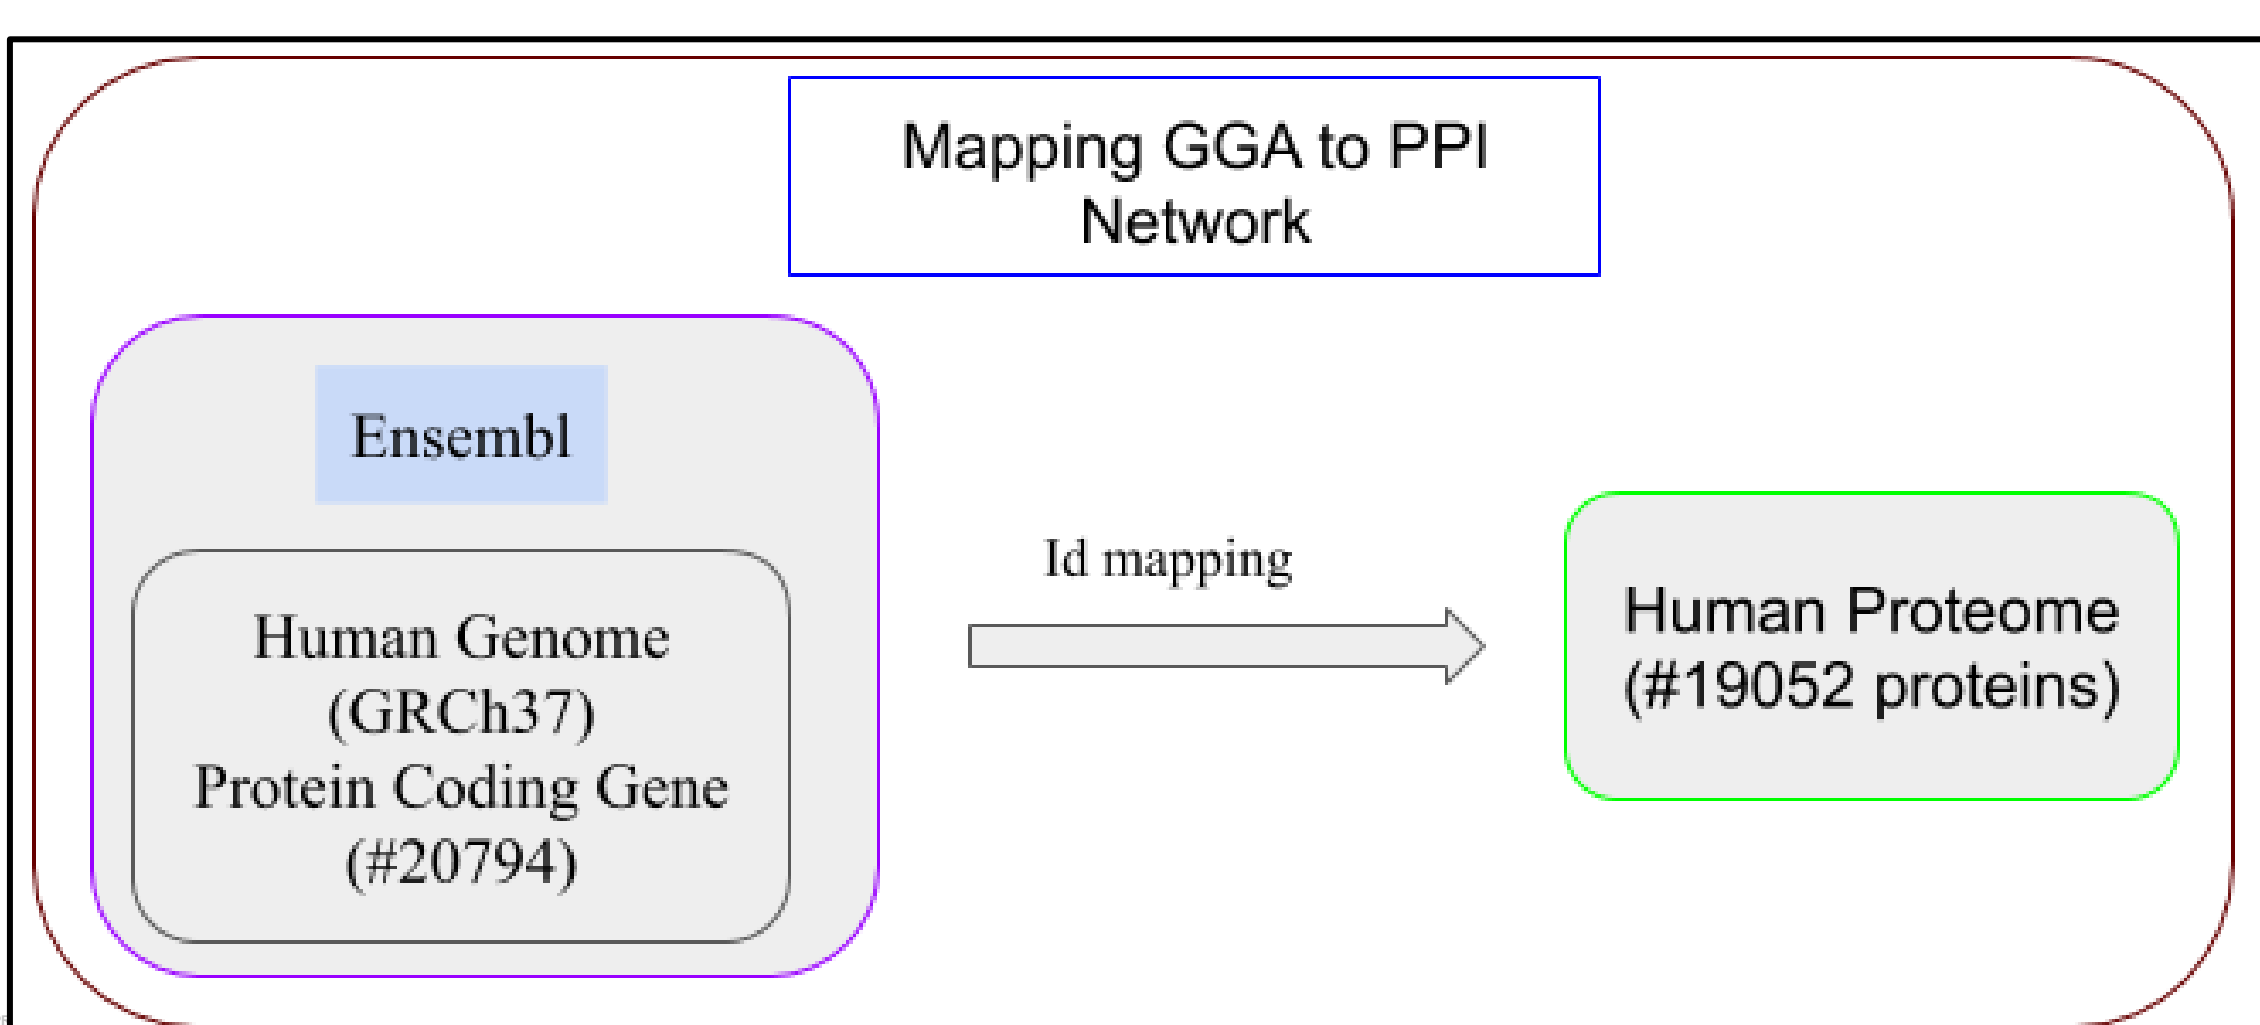 Mapping GGA to PPI
Network
Ensembl
Human Genome
(GRCh37)
Protein Coding Gene
(#20794)
Id mapping
Human Proteome
(#19052 proteins)